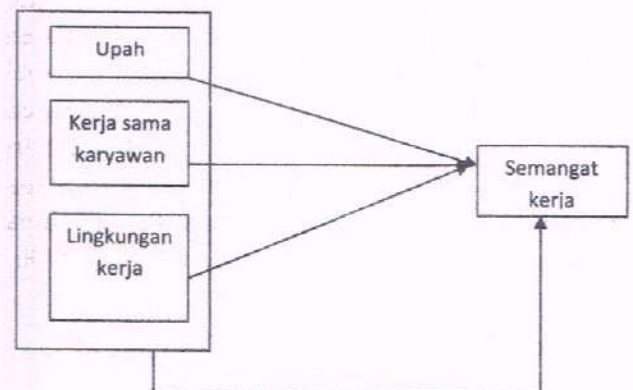 Upah
Kerja sama
karyawan
Lingkungan
kerja
Semangat
kerja